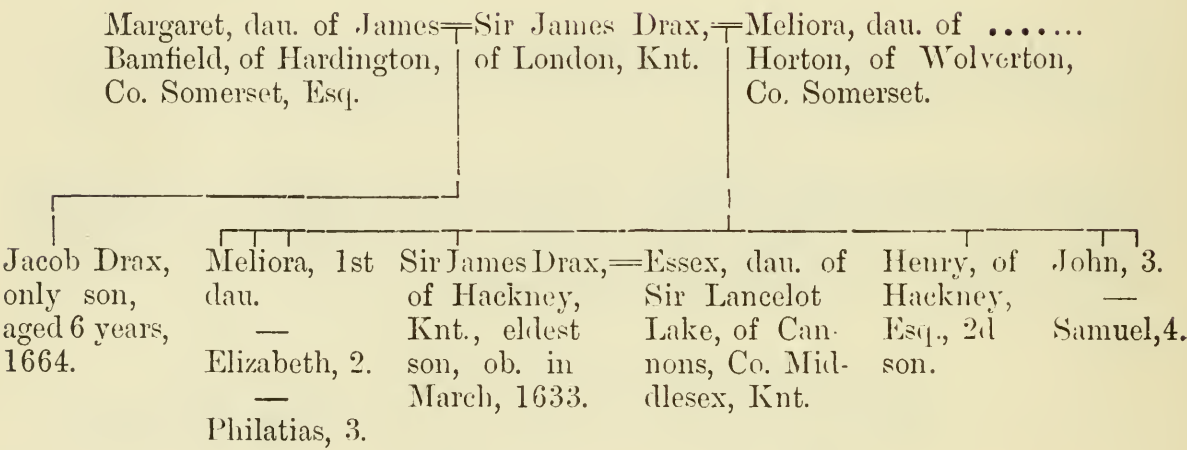 Margaret, dau. of James
Bamfield, of Hardington,
Co. Somerset, Esq.
Sir James Drax,
of London, Knt.
Meliora, dau. of .......
Horton, of Wolverton,
Co. Somerset.
Jacob Drax,
only son,
aged 6 years,
1664.
Meliora, 1st
dau.
—
Elizabeth, 2.
—
Philatias, 3.
Sir James Drax,
of Hackney,
Knt., eldest
son, ob. in
March, 1633.
Essex, dau. of
Sir Lancelot
Lake, of Can-
nons, Co. Mid-
dlesex, Knt.
Henry, of
Hackney,
Esq., 2d
son.
John, 3.
—
Samuel, 4.